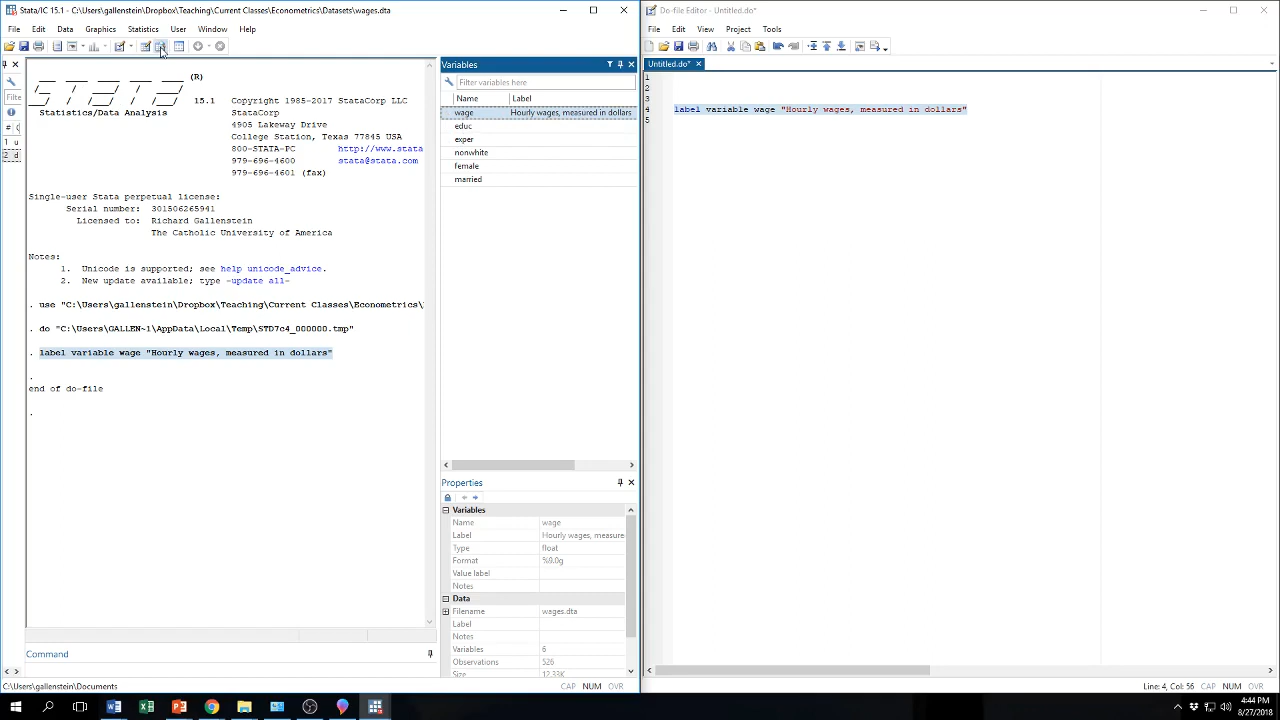 Stata/IC 15.1 - C:\Users\gallenstein\Dropbox\Teaching\Current Classes\Econometrics\Datasets\wages.dta
File Edit Data Graphics Statistics User Window Help
(R)
15.1 Copyright 1985-2017 StataCorp LLC
Statistics/Data Analysis StataCorp
4905 Lakeway Drive
College Station, Texas 77845 USA
800-STATA-PC http://www.stata
979-696-4600 stata@stata.com
979-696-4601 (fax)
Single-user Stata perpetual license:
Serial number: 301506265941
Licensed to: Richard Gallenstein
The Catholic University of America
Notes:
1. Unicode is supported; see help unicode_advice.
2. New update available; type -update all-
. use "C:\Users\gallenstein\Dropbox\Teaching\Current Classes\Econometrics\
. do "C:\Users\GALLEN~1\AppData\Local\Temp\STD7c4_000000.tmp"
. label variable wage "Hourly wages, measured in dollars"
.
end of do-file
.
Filter
# (
1 u
2 d
Command
C:\Users\gallenstein\Documents
Variables
Filter variables here
Name Label
wage Hourly wages, measured in dollars
educ
exper
nonwhite
female
married
Properties
Variables
Name wage
Label Hourly wages, measure
Type float
Format %9.0g
Value label
Notes
Data
Filename wages.dta
Label
Notes
Variables 6
Observations 526
Size 12.33K
CAP NUM OVR
Do-file Editor - Untitled.do*
File Edit View Project Tools
Untitled.do*
1
2
3
4 label variable wage "Hourly wages, measured in dollars"
5
Line: 4, Col: 56 CAP NUM OVR
4:44 PM
8/27/2018